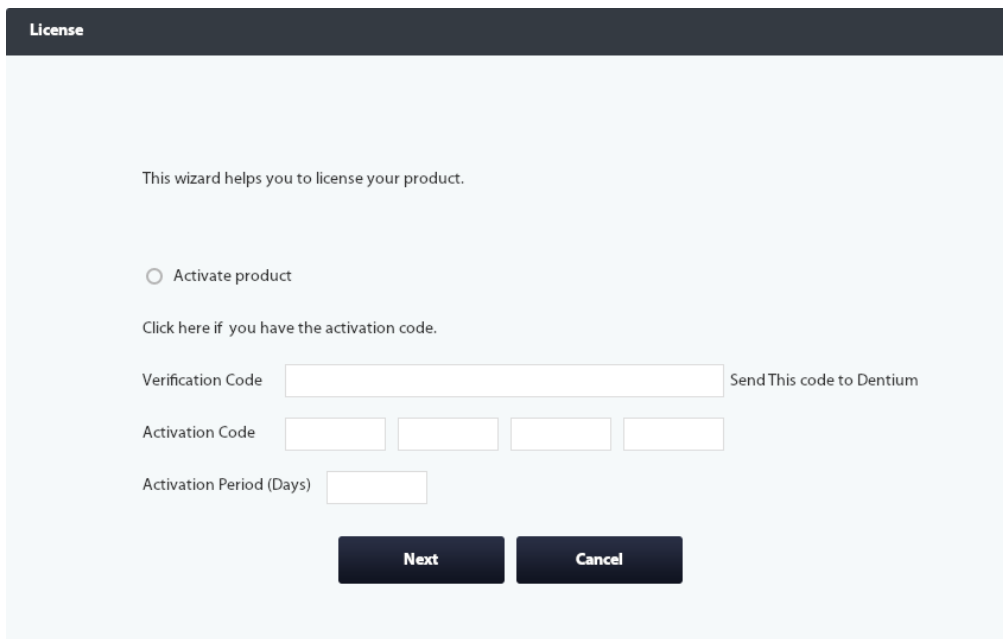 License
This wizard helps you to license your product.
Activate product
Click here if you have the activation code.
Verification Code Send This code to Dentium
Activation Code
Activation Period (Days)
Next Cancel